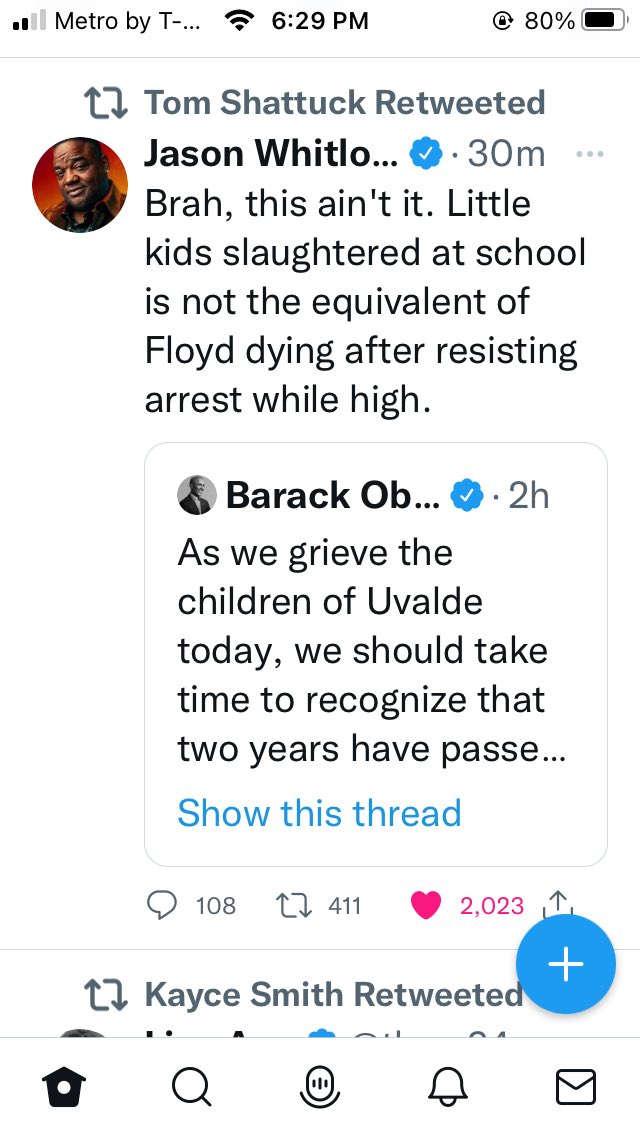 Metro by T-... 6:29 PM 80%
Tom Shattuck Retweeted
Jason Whitlo... · 30m ...
Brah, this ain't it. Little
kids slaughtered at school
is not the equivalent of
Floyd dying after resisting
arrest while high.
Barack Ob... · 2h
As we grieve the
children of Uvalde
today, we should take
time to recognize that
two years have passe...
Show this thread
108 411 2,023
Kayce Smith Retweeted